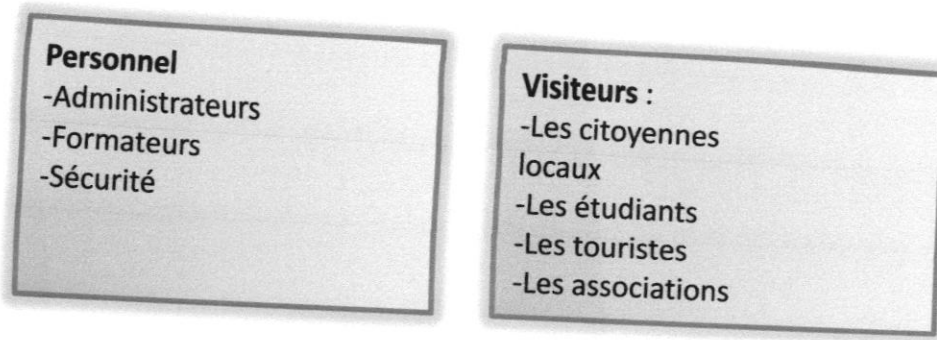 Personnel
-Administrateurs
-Formateurs
-Sécurité
Visiteurs :
-Les citoyennes
locaux
-Les étudiants
-Les touristes
-Les associations